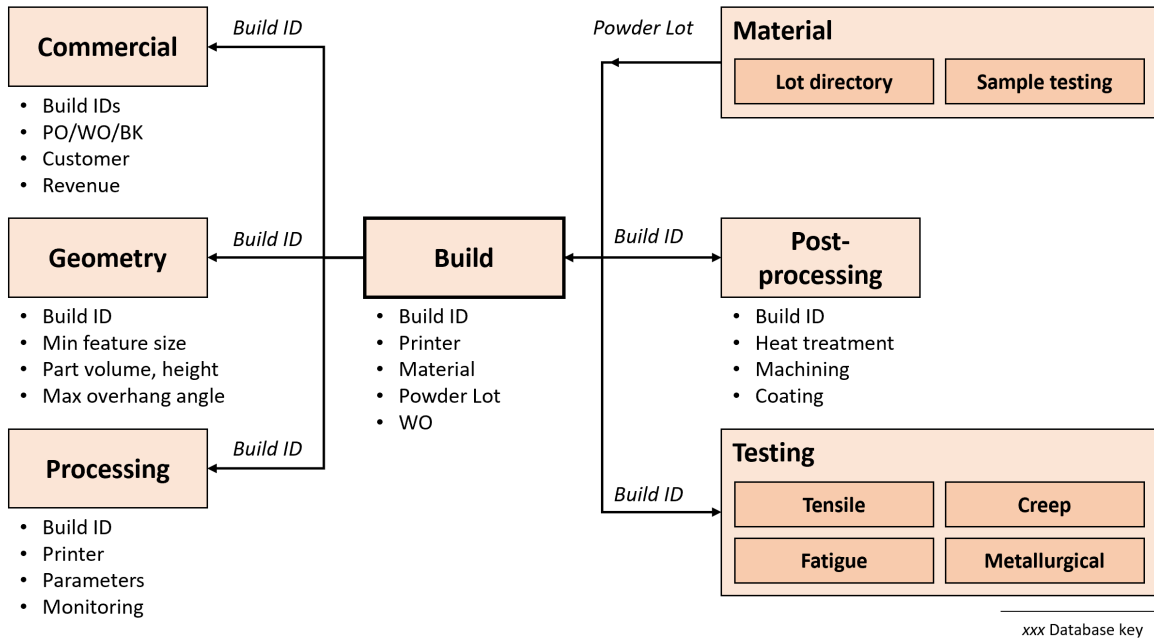 Commercial
Build ID
• Build IDs
• PO/WO/BK
• Customer
• Revenue
Geometry
Build ID
• Build ID
• Min feature size
• Part volume, height
• Max overhang angle
Processing
Build ID
• Build ID
• Printer
• Parameters
• Monitoring
Build
• Build ID
• Printer
• Material
• Powder Lot
• WO
Powder Lot
Material
Lot directory
Sample testing
Build ID
Post-
processing
• Build ID
• Heat treatment
• Machining
• Coating
Build ID
Testing
Tensile
Creep
Fatigue
Metallurgical
xxx Database key